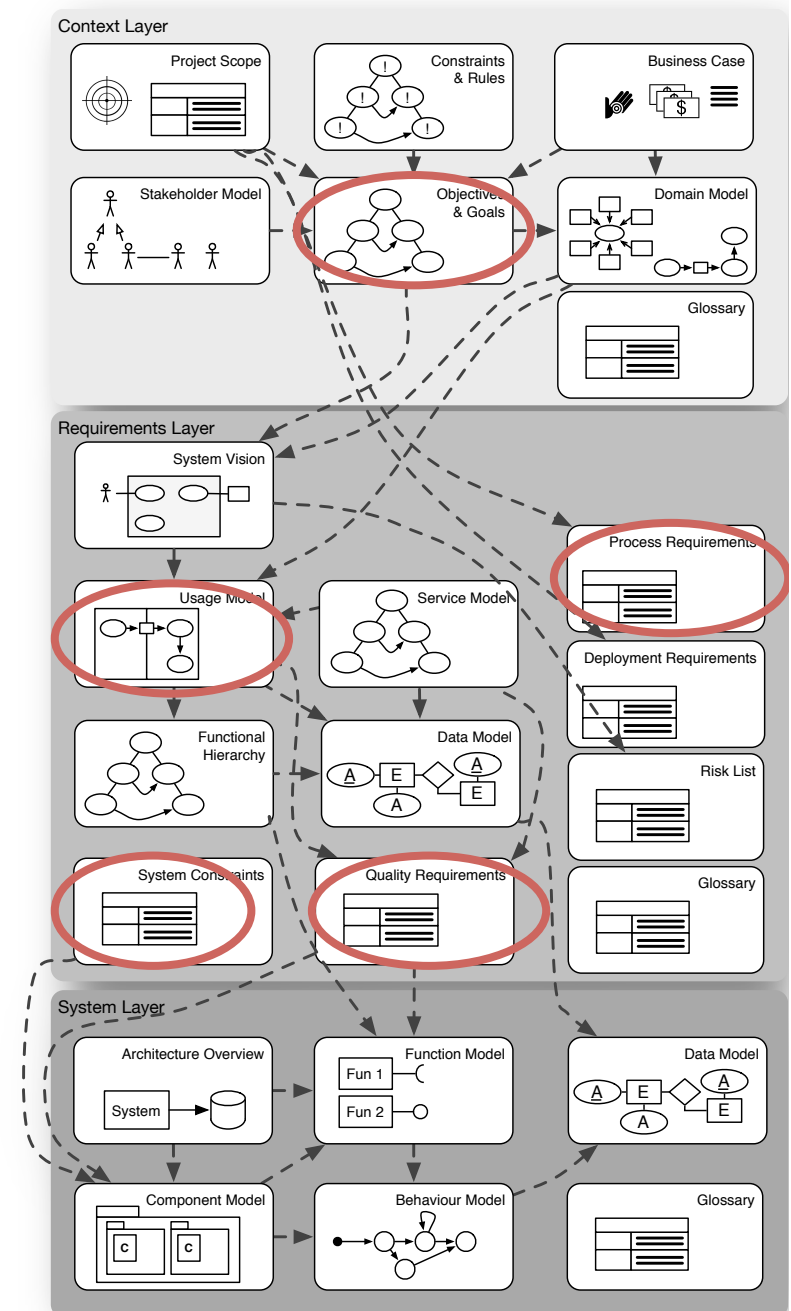 Context Layer
Project Scope
Constraints
& Rules
!
!
!
!
!
Business Case
$
Stakeholder Model
Objectives
& Goals
Domain Model
Glossary
Requirements Layer
System Vision
Process Requirements
Usage Model
Service Model
Deployment Requirements
Functional
Hierarchy
Data Model
A
E
A
A
E
Risk List
System Constraints
Quality Requirements
Glossary
System Layer
Architecture Overview
System
Function Model
Fun 1
Fun 2
Data Model
A
E
A
A
E
Component Model
C
C
Behaviour Model
Glossary